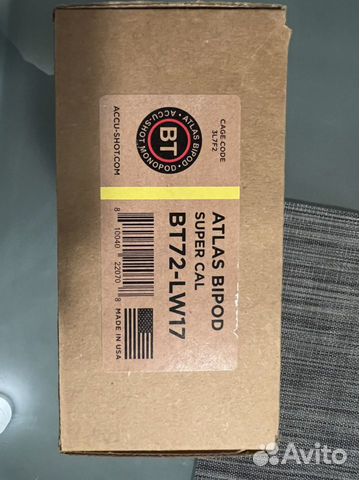 ATLAS BIPOD
ACCU-SHOT MONOPOD
BT
CAGE CODE
3L7F2
ACCU-SHOT.COM
ATLAS BIPOD
SUPER CAL
BT72-LW17
8 10040 22070 8
MADE IN USA
Avito